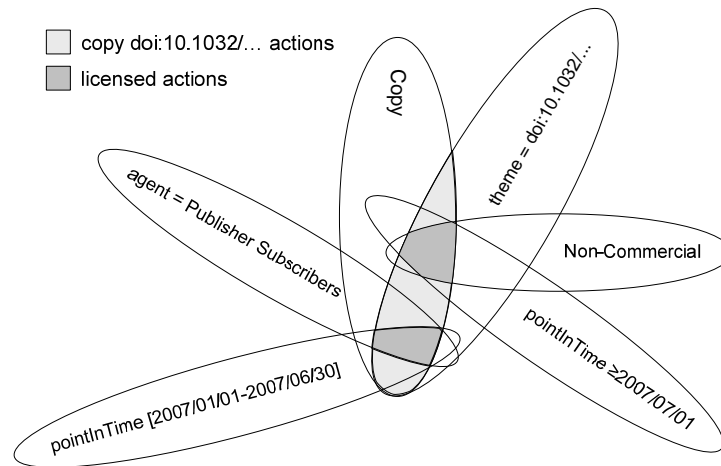 copy doi:10.1032/… actions
licensed actions
Copy
theme = doi:10.1032/…
agent = Publisher Subscribers
Non-Commercial
pointInTime ≥2007/07/01
pointInTime [2007/01/01-2007/06/30]